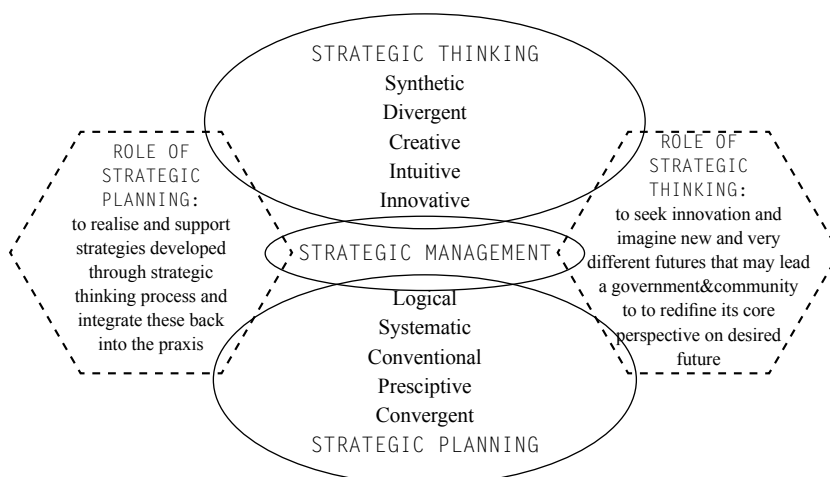 STRATEGIC THINKING
Synthetic
Divergent
Creative
Intuitive
Innovative
ROLE OF
STRATEGIC
PLANNING:
to realise and support
strategies developed
through strategic
thinking process and
integrate these back
into the praxis
STRATEGIC MANAGEMENT
ROLE OF
STRATEGIC
THINKING:
to seek innovation and
imagine new and very
different futures that may lead
a government&community
to to redifine its core
perspective on desired
future
Logical
Systematic
Conventional
Presciptive
Convergent
STRATEGIC PLANNING